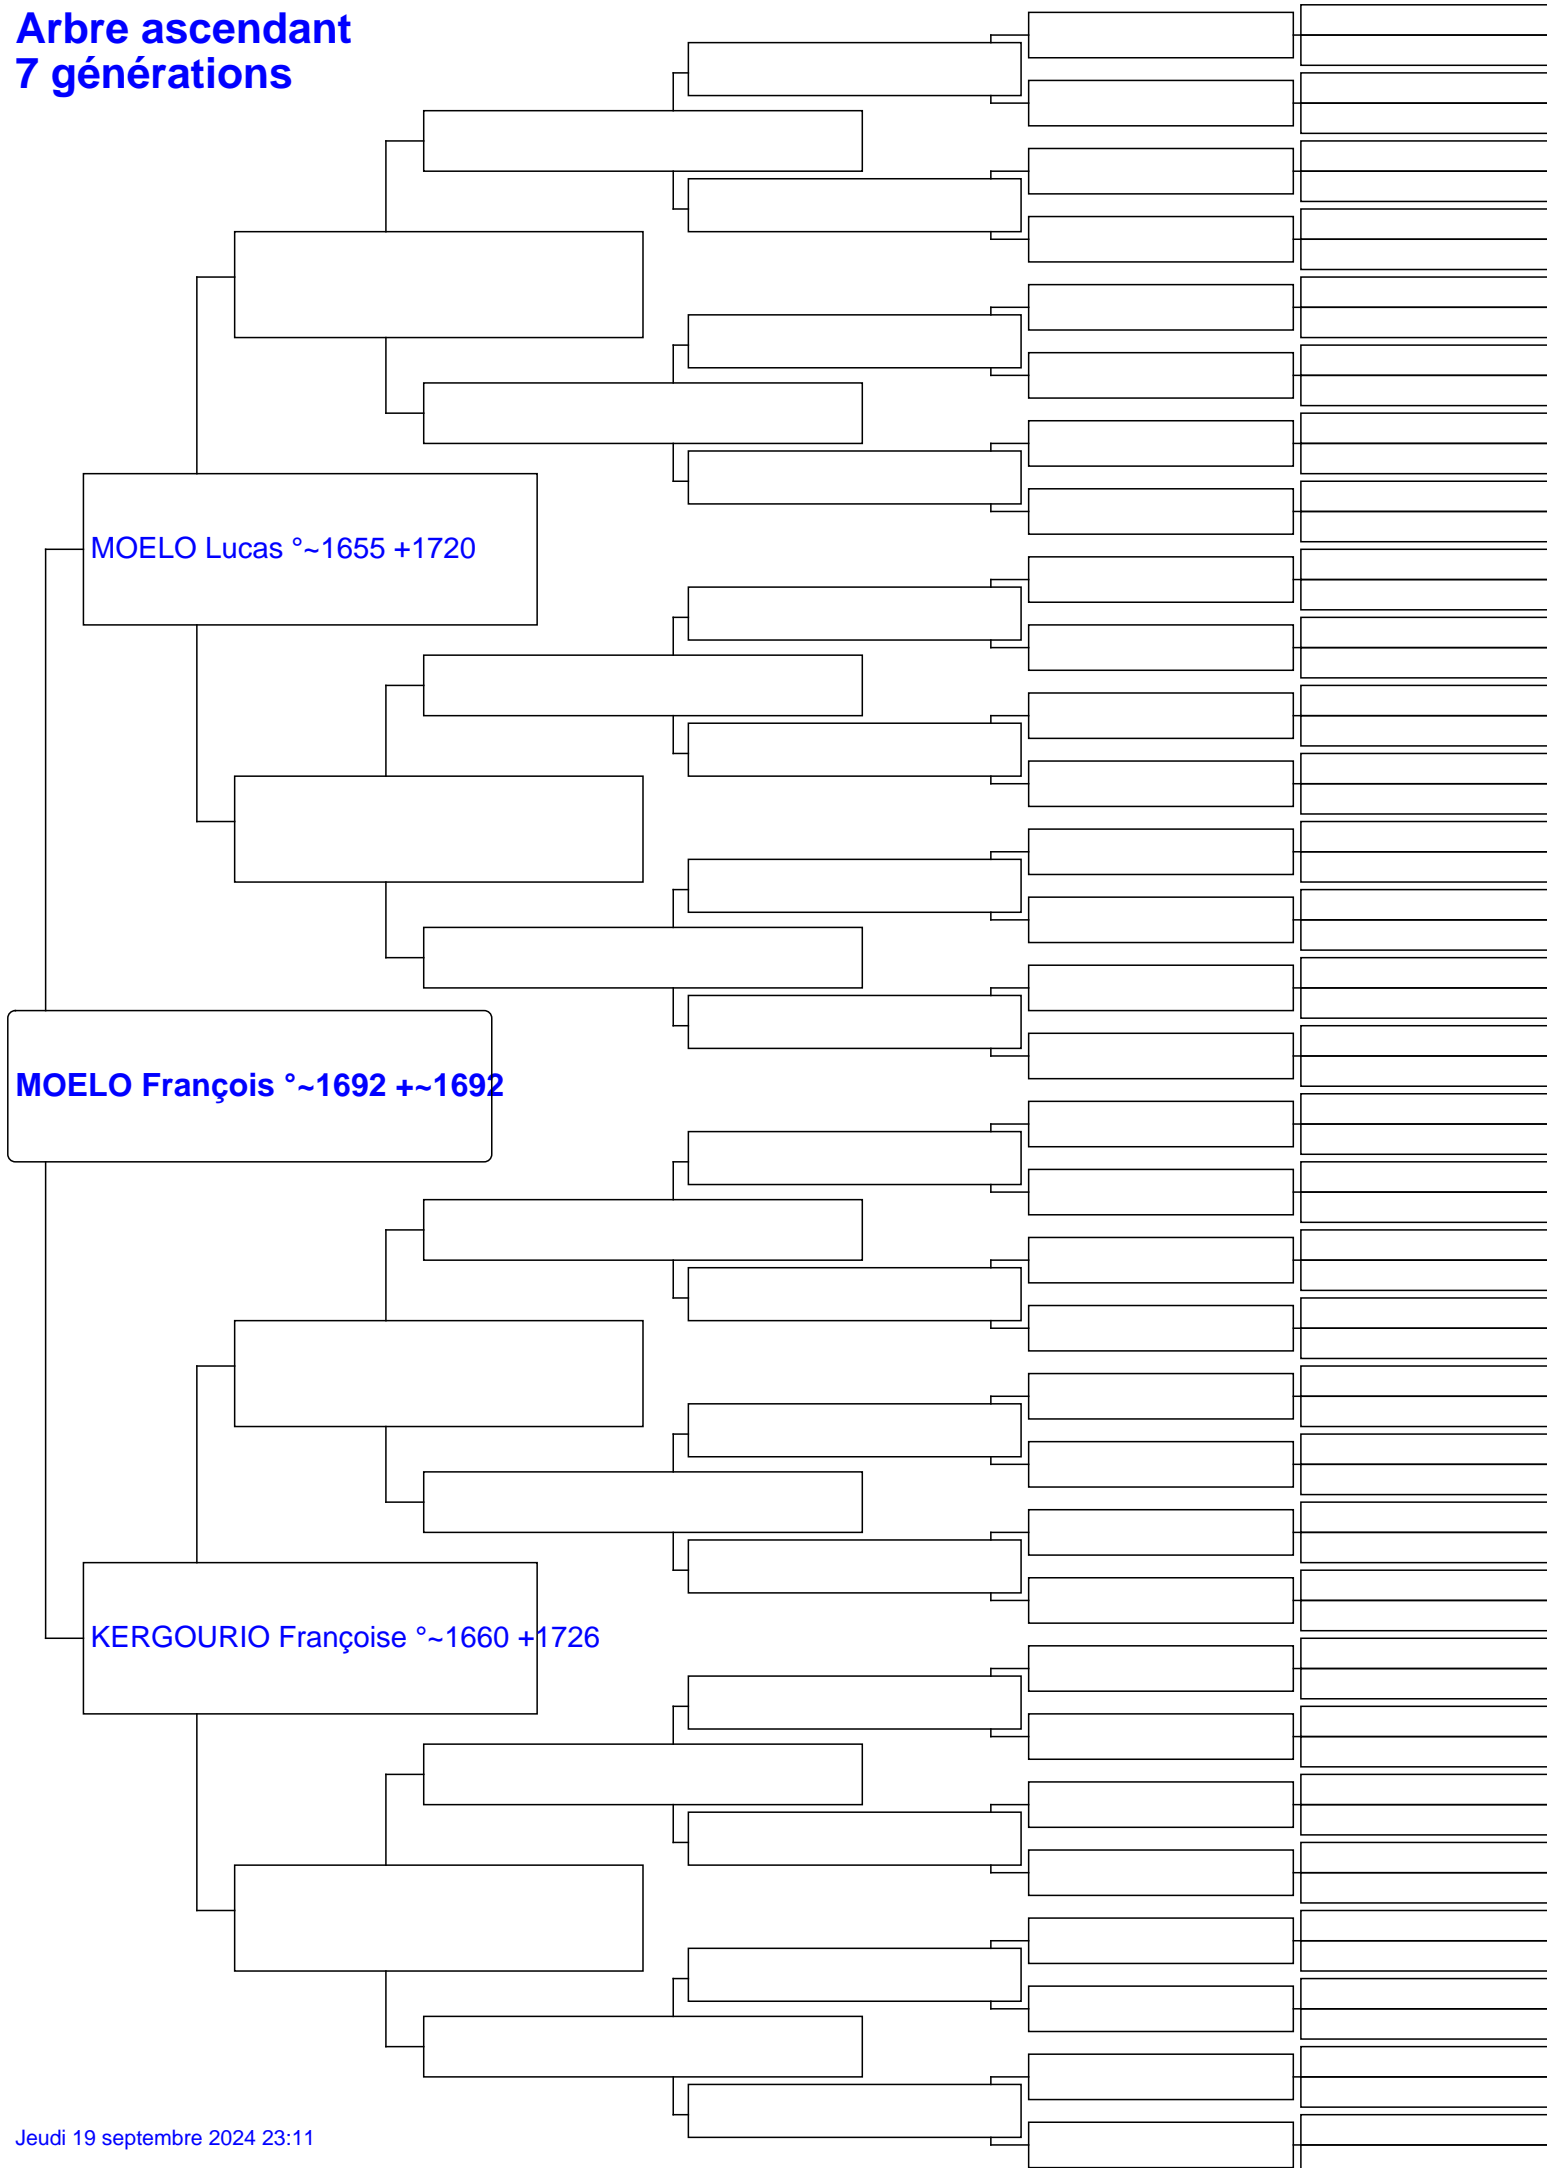 Arbre ascendant
7 générations
MOELO Lucas °~1655 +1720
MOELO François °~1692 +~1692
KERGOURIO Françoise °~1660 +1726
Jeudi 19 septembre 2024 23:11